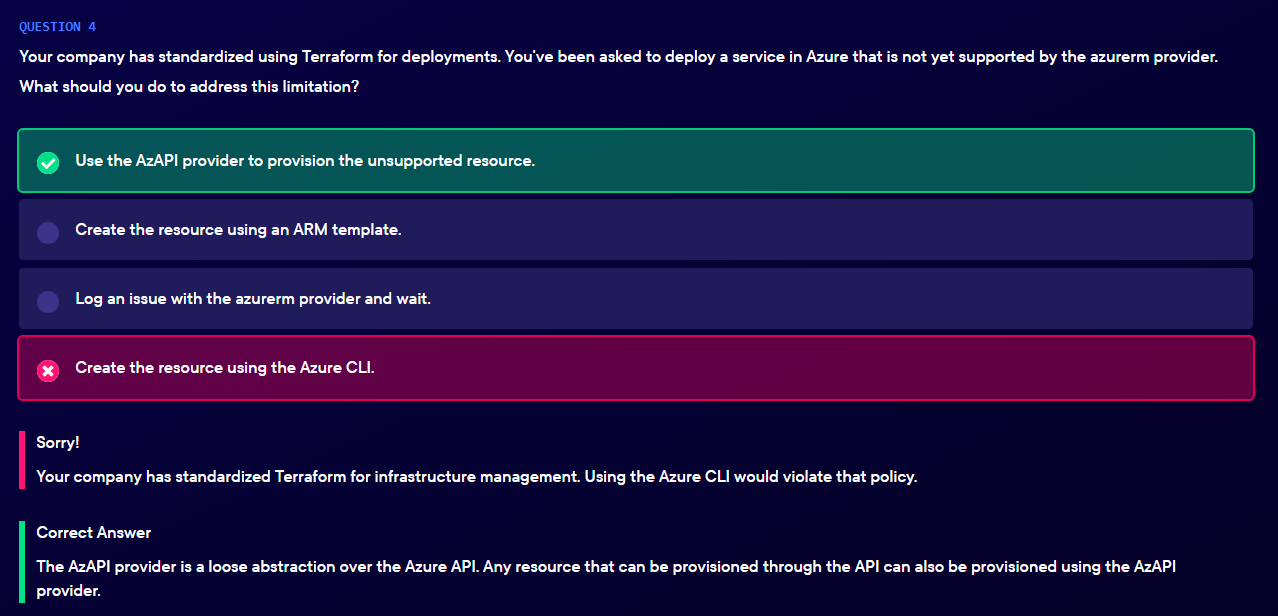 QUESTION 4
Your company has standardized using Terraform for deployments. You've been asked to deploy a service in Azure that is not yet supported by the azurerm provider.
What should you do to address this limitation?
Use the AzAPI provider to provision the unsupported resource.
Create the resource using an ARM template.
Log an issue with the azurerm provider and wait.
Create the resource using the Azure CLI.
Sorry!
Your company has standardized Terraform for infrastructure management. Using the Azure CLI would violate that policy.
Correct Answer
The AzAPI provider is a loose abstraction over the Azure API. Any resource that can be provisioned through the API can also be provisioned using the AzAPI
provider.